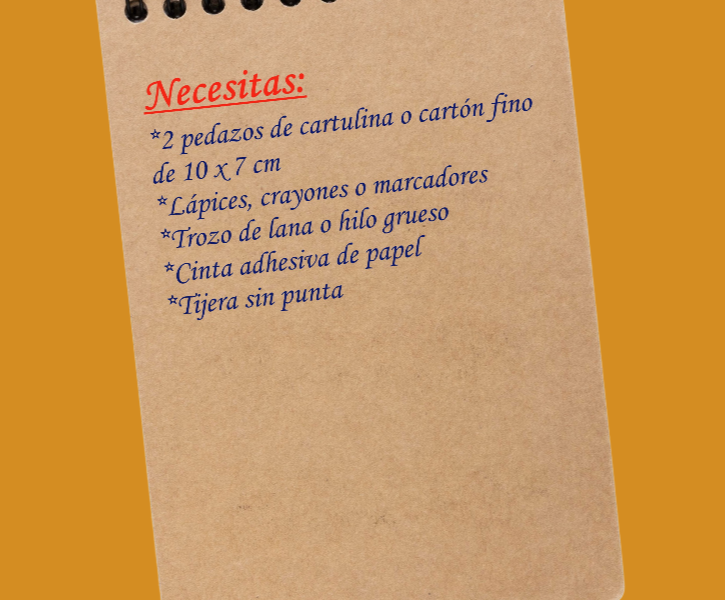 Necesitas:
*2 pedazos de cartulina o cartón fino
de 10 x 7 cm
*Lápices, crayones o marcadores
*Trozo de lana o hilo grueso
*Cinta adhesiva de papel
*Tijera sin punta